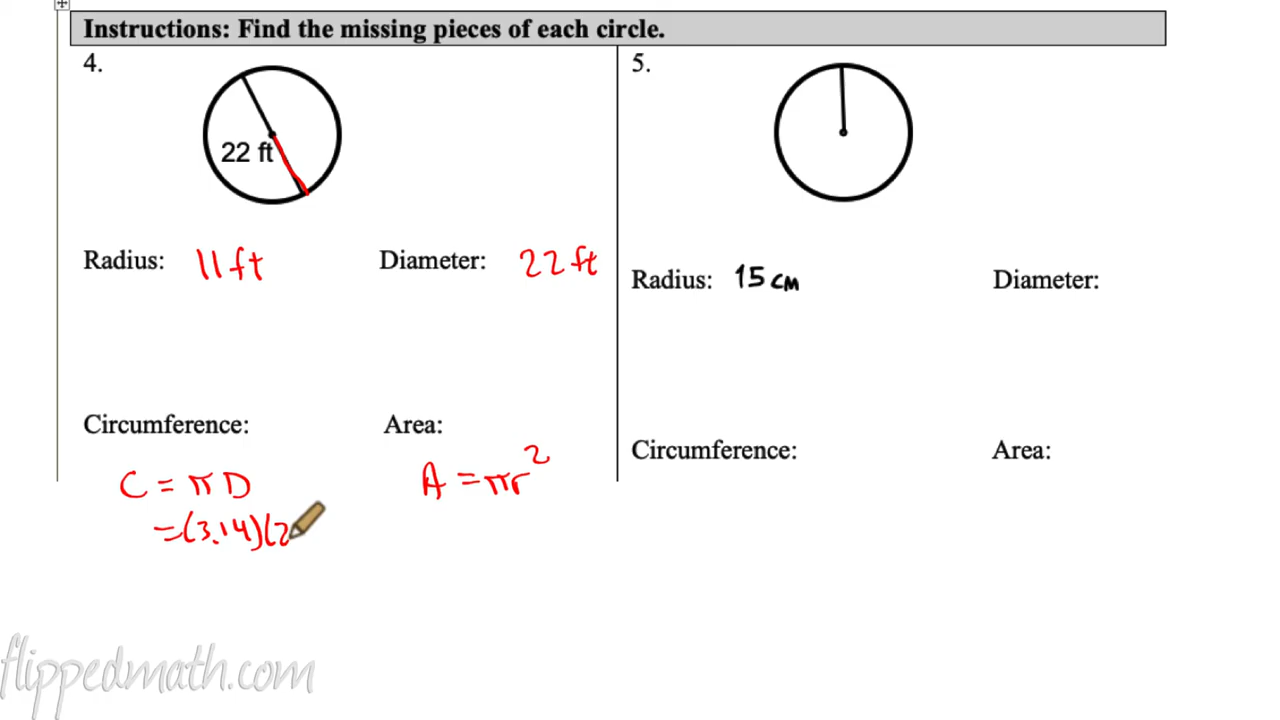 Instructions: Find the missing pieces of each circle.
4.
22 ft
Radius: 11 ft
Diameter: 22 ft
Circumference:
Area:
C = π D
A = πr²
= (3.14)(2
5.
Radius: 15 cm
Diameter:
Circumference:
Area:
flippedmath.com